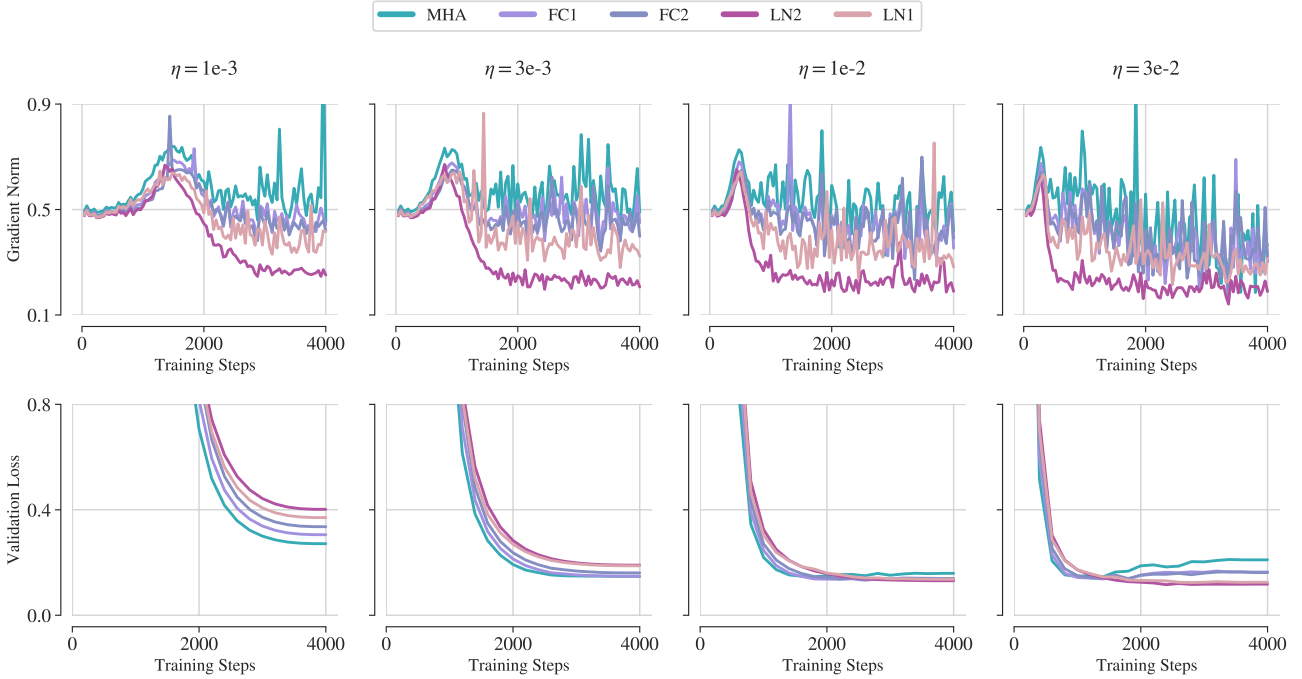 MHA FC1 FC2 LN2 LN1
η = 1e-3 η = 3e-3 η = 1e-2 η = 3e-2
Gradient Norm
0.9
0.5
0.1
0 2000 4000 0 2000 4000 0 2000 4000 0 2000 4000
Training Steps Training Steps Training Steps Training Steps
Validation Loss
0.8
0.4
0.0
0 2000 4000 0 2000 4000 0 2000 4000 0 2000 4000
Training Steps Training Steps Training Steps Training Steps